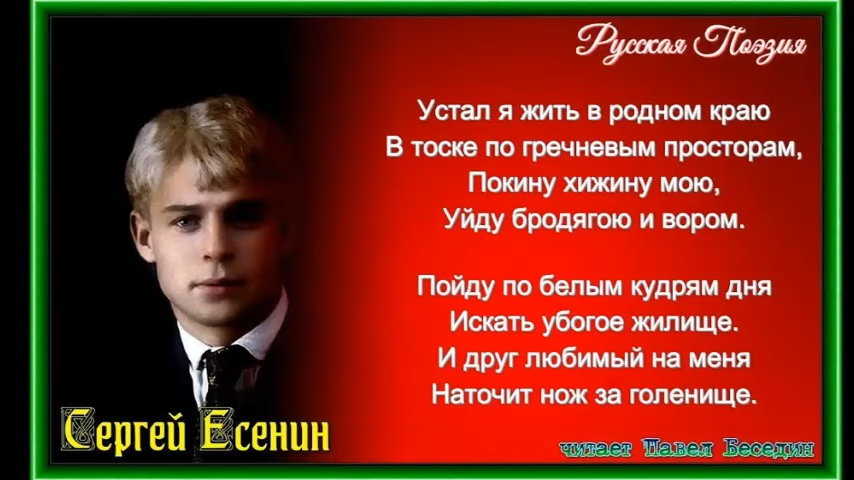 Русская Поэзия
Устал я жить в родном краю
В тоске по гречневым просторам,
Покину хижину мою,
Уйду бродягою и вором.
Пойду по белым кудрям дня
Искать убогое жилище.
И друг любимый на меня
Наточит нож за голенище.
Сергей Есенин
читает Павел Беседин